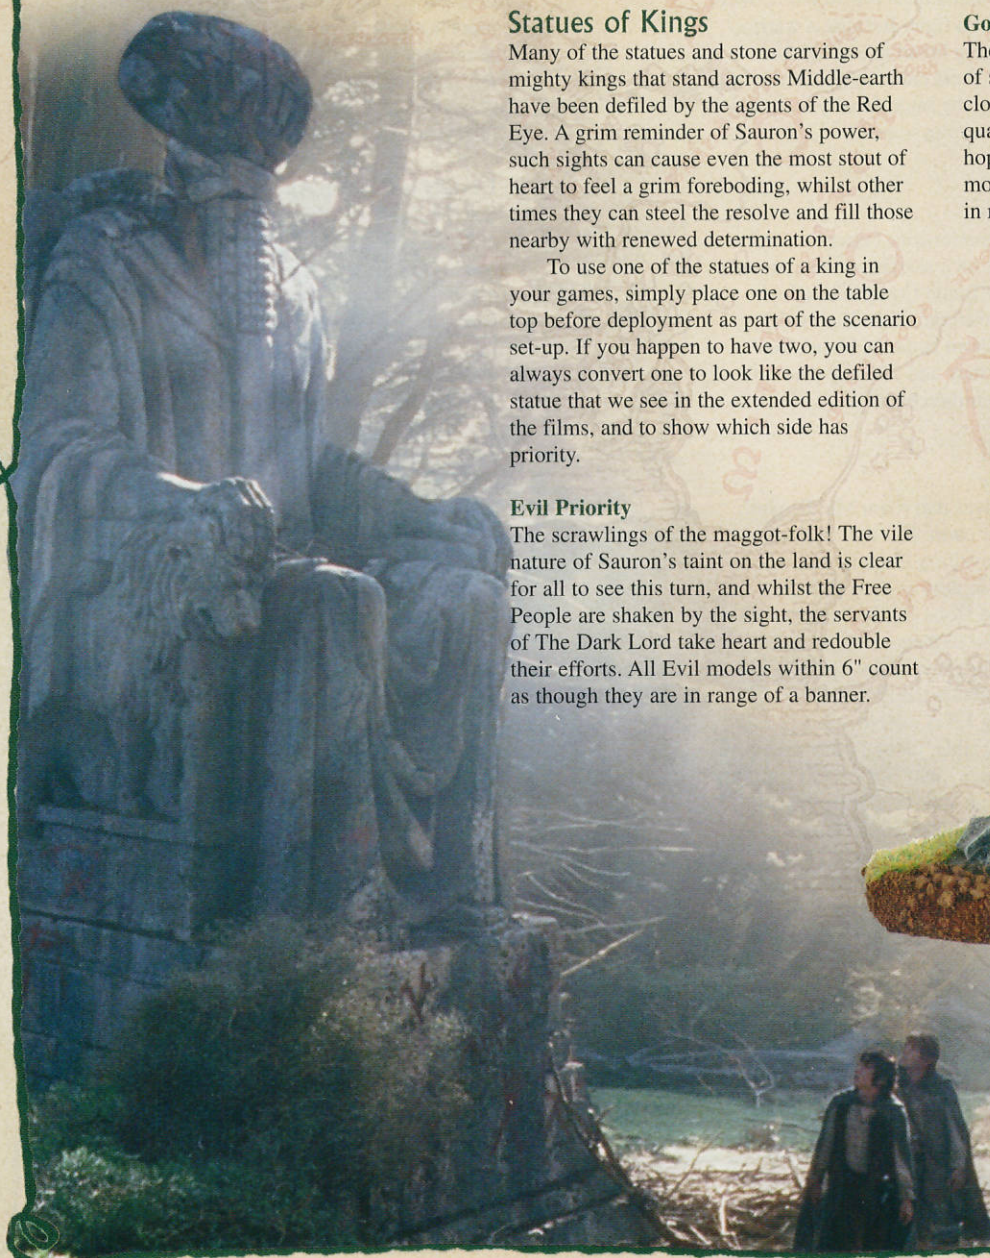 Statues of Kings
Many of the statues and stone carvings of
mighty kings that stand across Middle-earth
have been defiled by the agents of the Red
Eye. A grim reminder of Sauron's power,
such sights can cause even the most stout of
heart to feel a grim foreboding, whilst other
times they can steel the resolve and fill those
nearby with renewed determination.
To use one of the statues of a king in
your games, simply place one on the table
top before deployment as part of the scenario
set-up. If you happen to have two, you can
always convert one to look like the defiled
statue that we see in the extended edition of
the films, and to show which side has
priority.
Evil Priority
The scrawlings of the maggot-folk! The vile
nature of Sauron's taint on the land is clear
for all to see this turn, and whilst the Free
People are shaken by the sight, the servants
of The Dark Lord take heart and redouble
their efforts. All Evil models within 6" count
as though they are in range of a banner.
Go
The
of
clo
qua
hop
mo
in